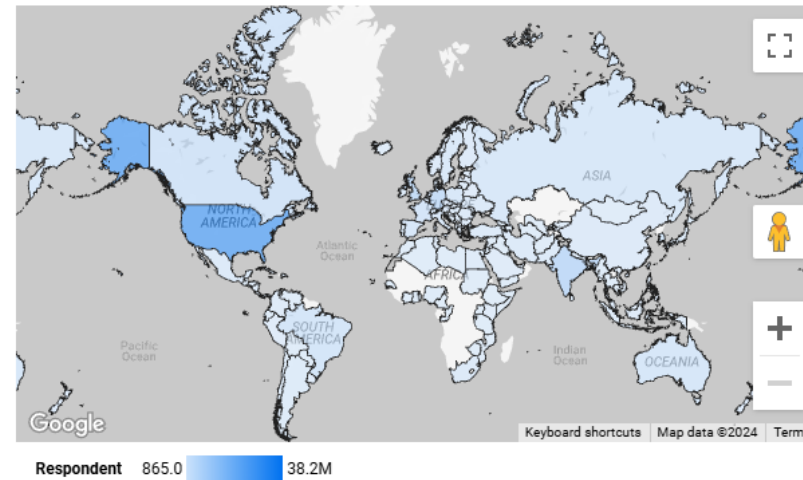 ASIA
NORTH
AMERICA
Atlantic
Ocean
AFRICA
SOUTH
AMERICA
Pacific
Ocean
Indian
Ocean
OCEANIA
Google
Keyboard shortcuts
Map data ©2024
Term
Respondent 865.0 38.2M